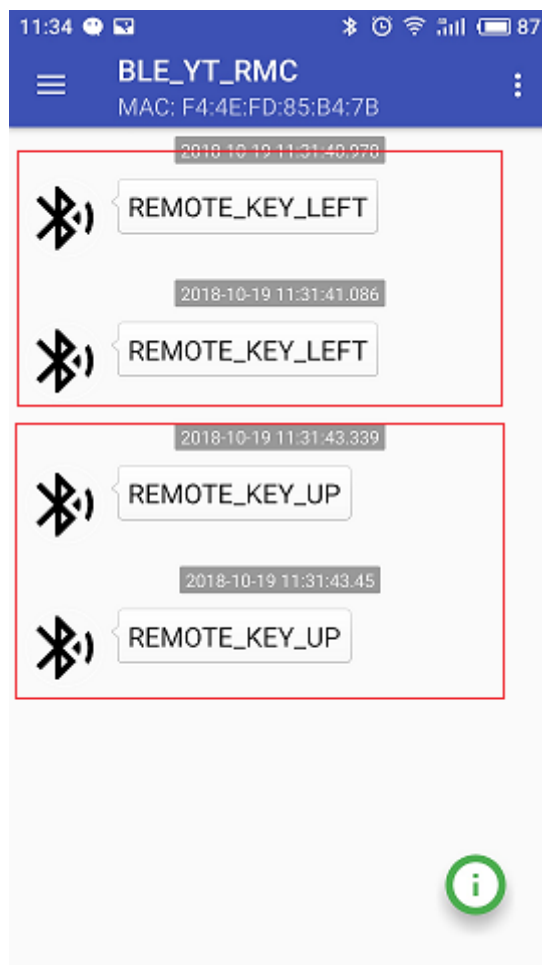 11:34
87
BLE_YT_RMC
MAC: F4:4E:FD:85:B4:7B
2018-10-19 11:31:40.978
REMOTE_KEY_LEFT
2018-10-19 11:31:41.086
REMOTE_KEY_LEFT
2018-10-19 11:31:43.339
REMOTE_KEY_UP
2018-10-19 11:31:43.45
REMOTE_KEY_UP